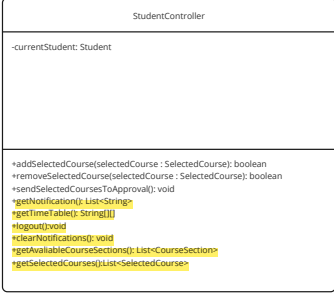 StudentController
-currentStudent: Student
+addSelectedCourse(selectedCourse : SelectedCourse): boolean
+removeSelectedCourse(selectedCourse : SelectedCourse): boolean
+sendSelectedCoursesToApproval(): void
+getNotification(): List<String>
+getTimeTable(): String[][]
+logout():void
+clearNotifications(): void
+getAvaliableCourseSections(): List<CourseSection>
+getSelectedCourses():List<SelectedCourse>